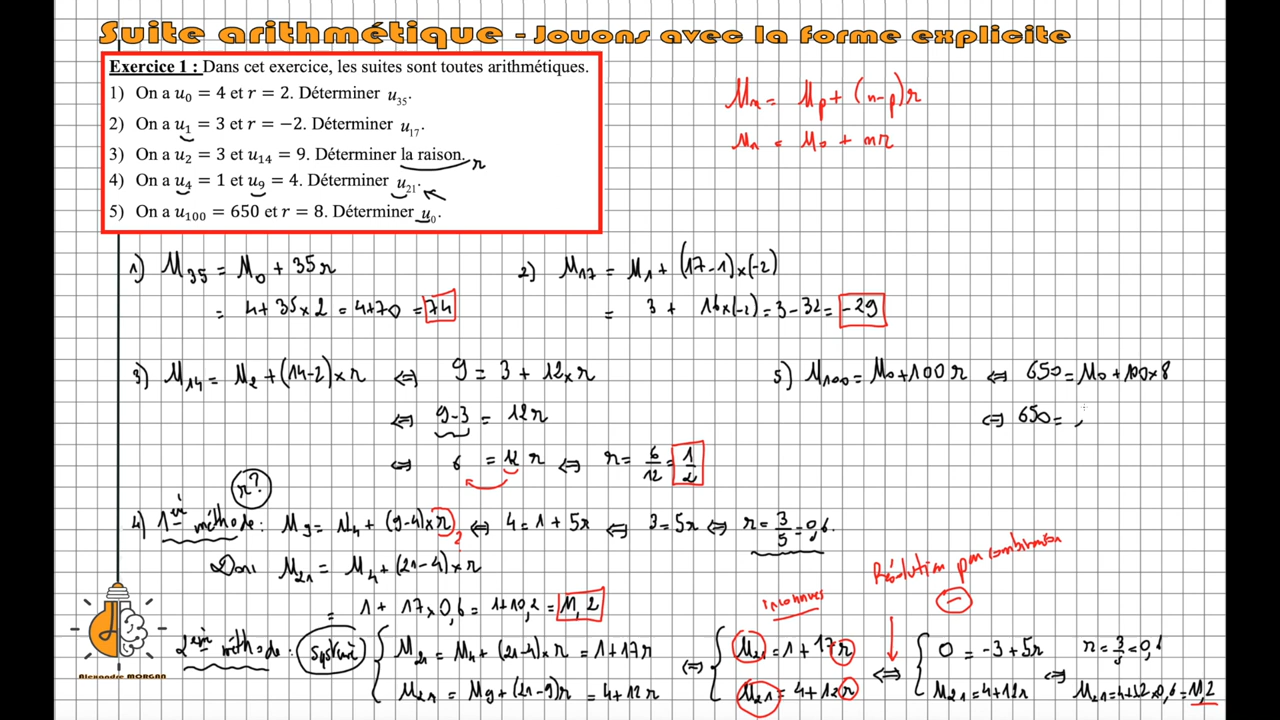 Suite arithmétique - Jouons avec la forme explicite
Exercice 1 : Dans cet exercice, les suites sont toutes arithmétiques.
1) On a u₀ = 4 et r = 2. Déterminer u₃₅.
2) On a u₁ = 3 et r = −2. Déterminer u₁₇.
3) On a u₂ = 3 et u₁₄ = 9. Déterminer la raison. r
4) On a u₄ = 1 et u₉ = 4. Déterminer u₂₁.
5) On a u₁₀₀ = 650 et r = 8. Déterminer u₀.
uₙ = uₚ + (n-p)r
uₙ = u₀ + nr
1) u₃₅ = u₀ + 35r
= 4 + 35 × 2 = 4+70 = 74
2) u₁₇ = u₁ + (17-1)×(-2)
= 3 + 16×(-2) = 3 - 32 = -29
3) u₁₄ = u₂ + (14-2)×r ⇔ 9 = 3 + 12×r
⇔ 9-3 = 12r
⇔ 6 = 12 r ⇔ r = 6/12 = 1/2
5) u₁₀₀ = u₀ + 100r ⇔ 650 = u₀ + 100×8
⇔ 650 =
r?
4) 1ère méthode : u₉ = u₄ + (9-4)×r ⇔ 4 = 1 + 5r ⇔ 3 = 5r ⇔ r = 3/5 = 0,6.
Donc u₂₁ = u₄ + (21-4)×r
= 1 + 17×0,6 = 1+10,2 = 11,2
2ème méthode : système { u₂₁ = u₄ + (21-4)×r = 1 + 17r
u₂₁ = u₉ + (21-9)r = 4 + 12r
inconnues
⇔ { u₂₁ = 1 + 17r
u₂₁ = 4 + 12r
Résolution par combinaison
−
⇔ { 0 = -3 + 5r
u₂₁ = 4 + 12r
⇔ r = 3/5 = 0,6
u₂₁ = 4+12×0,6 = 11,2
Alexandre MORGAN